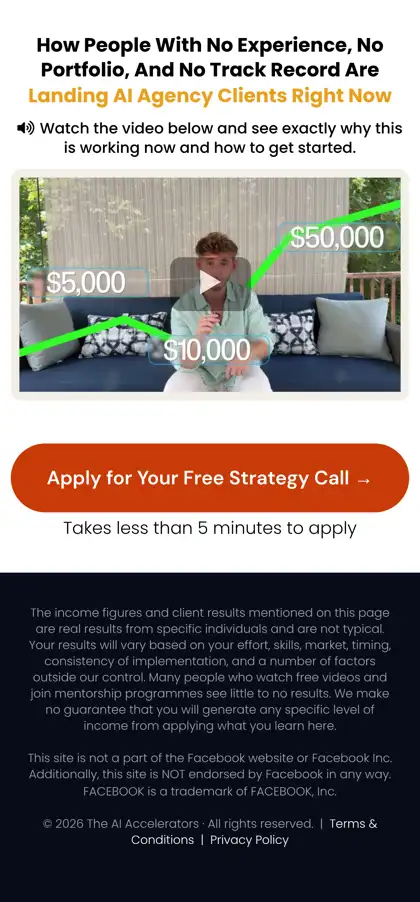 How People With No Experience, No
Portfolio, And No Track Record Are
Landing AI Agency Clients Right Now
🔊 Watch the video below and see exactly why this
is working now and how to get started.
$50,000
$5,000
$10,000
Apply for Your Free Strategy Call →
Takes less than 5 minutes to apply
The income figures and client results mentioned on this page
are real results from specific individuals and are not typical.
Your results will vary based on your effort, skills, market, timing,
consistency of implementation, and a number of factors
outside our control. Many people who watch free videos and
join mentorship programmes see little to no results. We make
no guarantee that you will generate any specific level of
income from applying what you learn here.
This site is not a part of the Facebook website or Facebook Inc.
Additionally, this site is NOT endorsed by Facebook in any way.
FACEBOOK is a trademark of FACEBOOK, Inc.
© 2026 The AI Accelerators · All rights reserved. | Terms &
Conditions | Privacy Policy